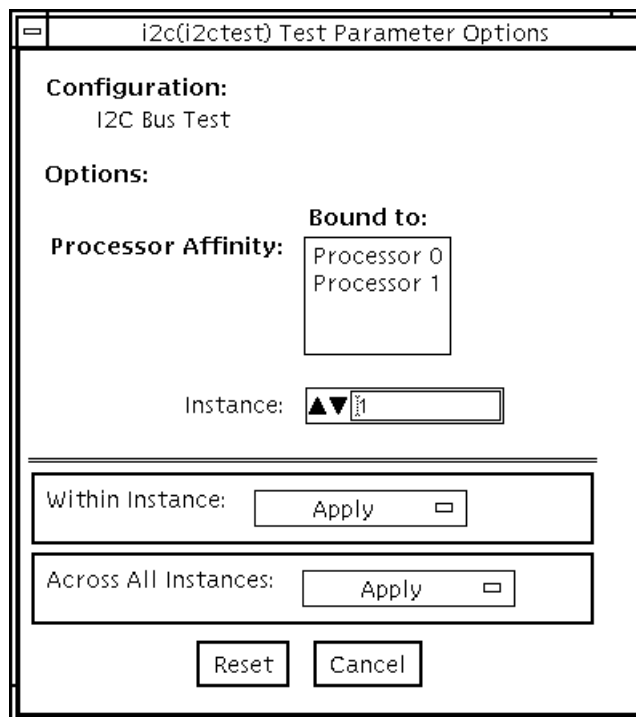 i2c(i2ctest) Test Parameter Options
Configuration:
I2C Bus Test
Options:
Bound to:
Processor Affinity:
Processor 0
Processor 1
Instance: 1
Within Instance: Apply
Across All Instances: Apply
Reset Cancel